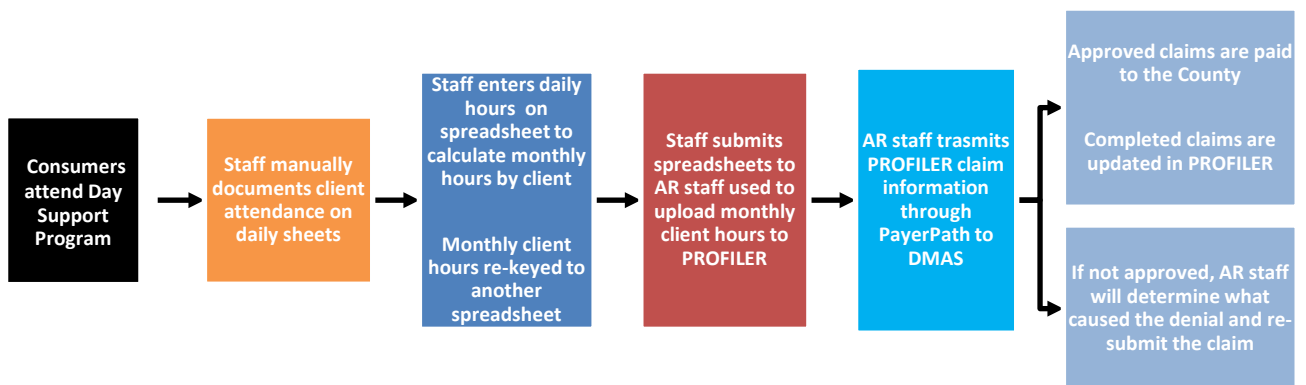 Consumers
attend Day
Support
Program
Staff manually
documents client
attendance on
daily sheets
Staff enters daily
hours on
spreadsheet to
calculate monthly
hours by client
Monthly client
hours re-keyed to
another
spreadsheet
Staff submits
spreadsheets to
AR staff used to
upload monthly
client hours to
PROFILER
AR staff trasmits
PROFILER claim
information
through
PayerPath to
DMAS
Approved claims are paid
to the County
Completed claims are
updated in PROFILER
If not approved, AR staff
will determine what
caused the denial and re-
submit the claim